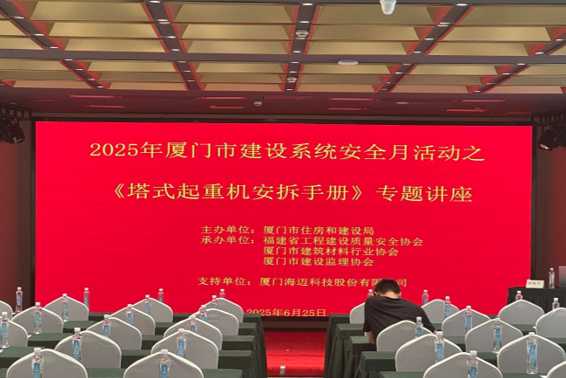 2025年厦门市建设系统安全月活动之
《塔式起重机安拆手册》专题讲座
主办单位：厦门市住房和建设局
承办单位：福建省工程建设质量安全协会
厦门市建筑材料行业协会
厦门市建设监理协会
支持单位：厦门海迈科技股份有限公司
2025年6月25日